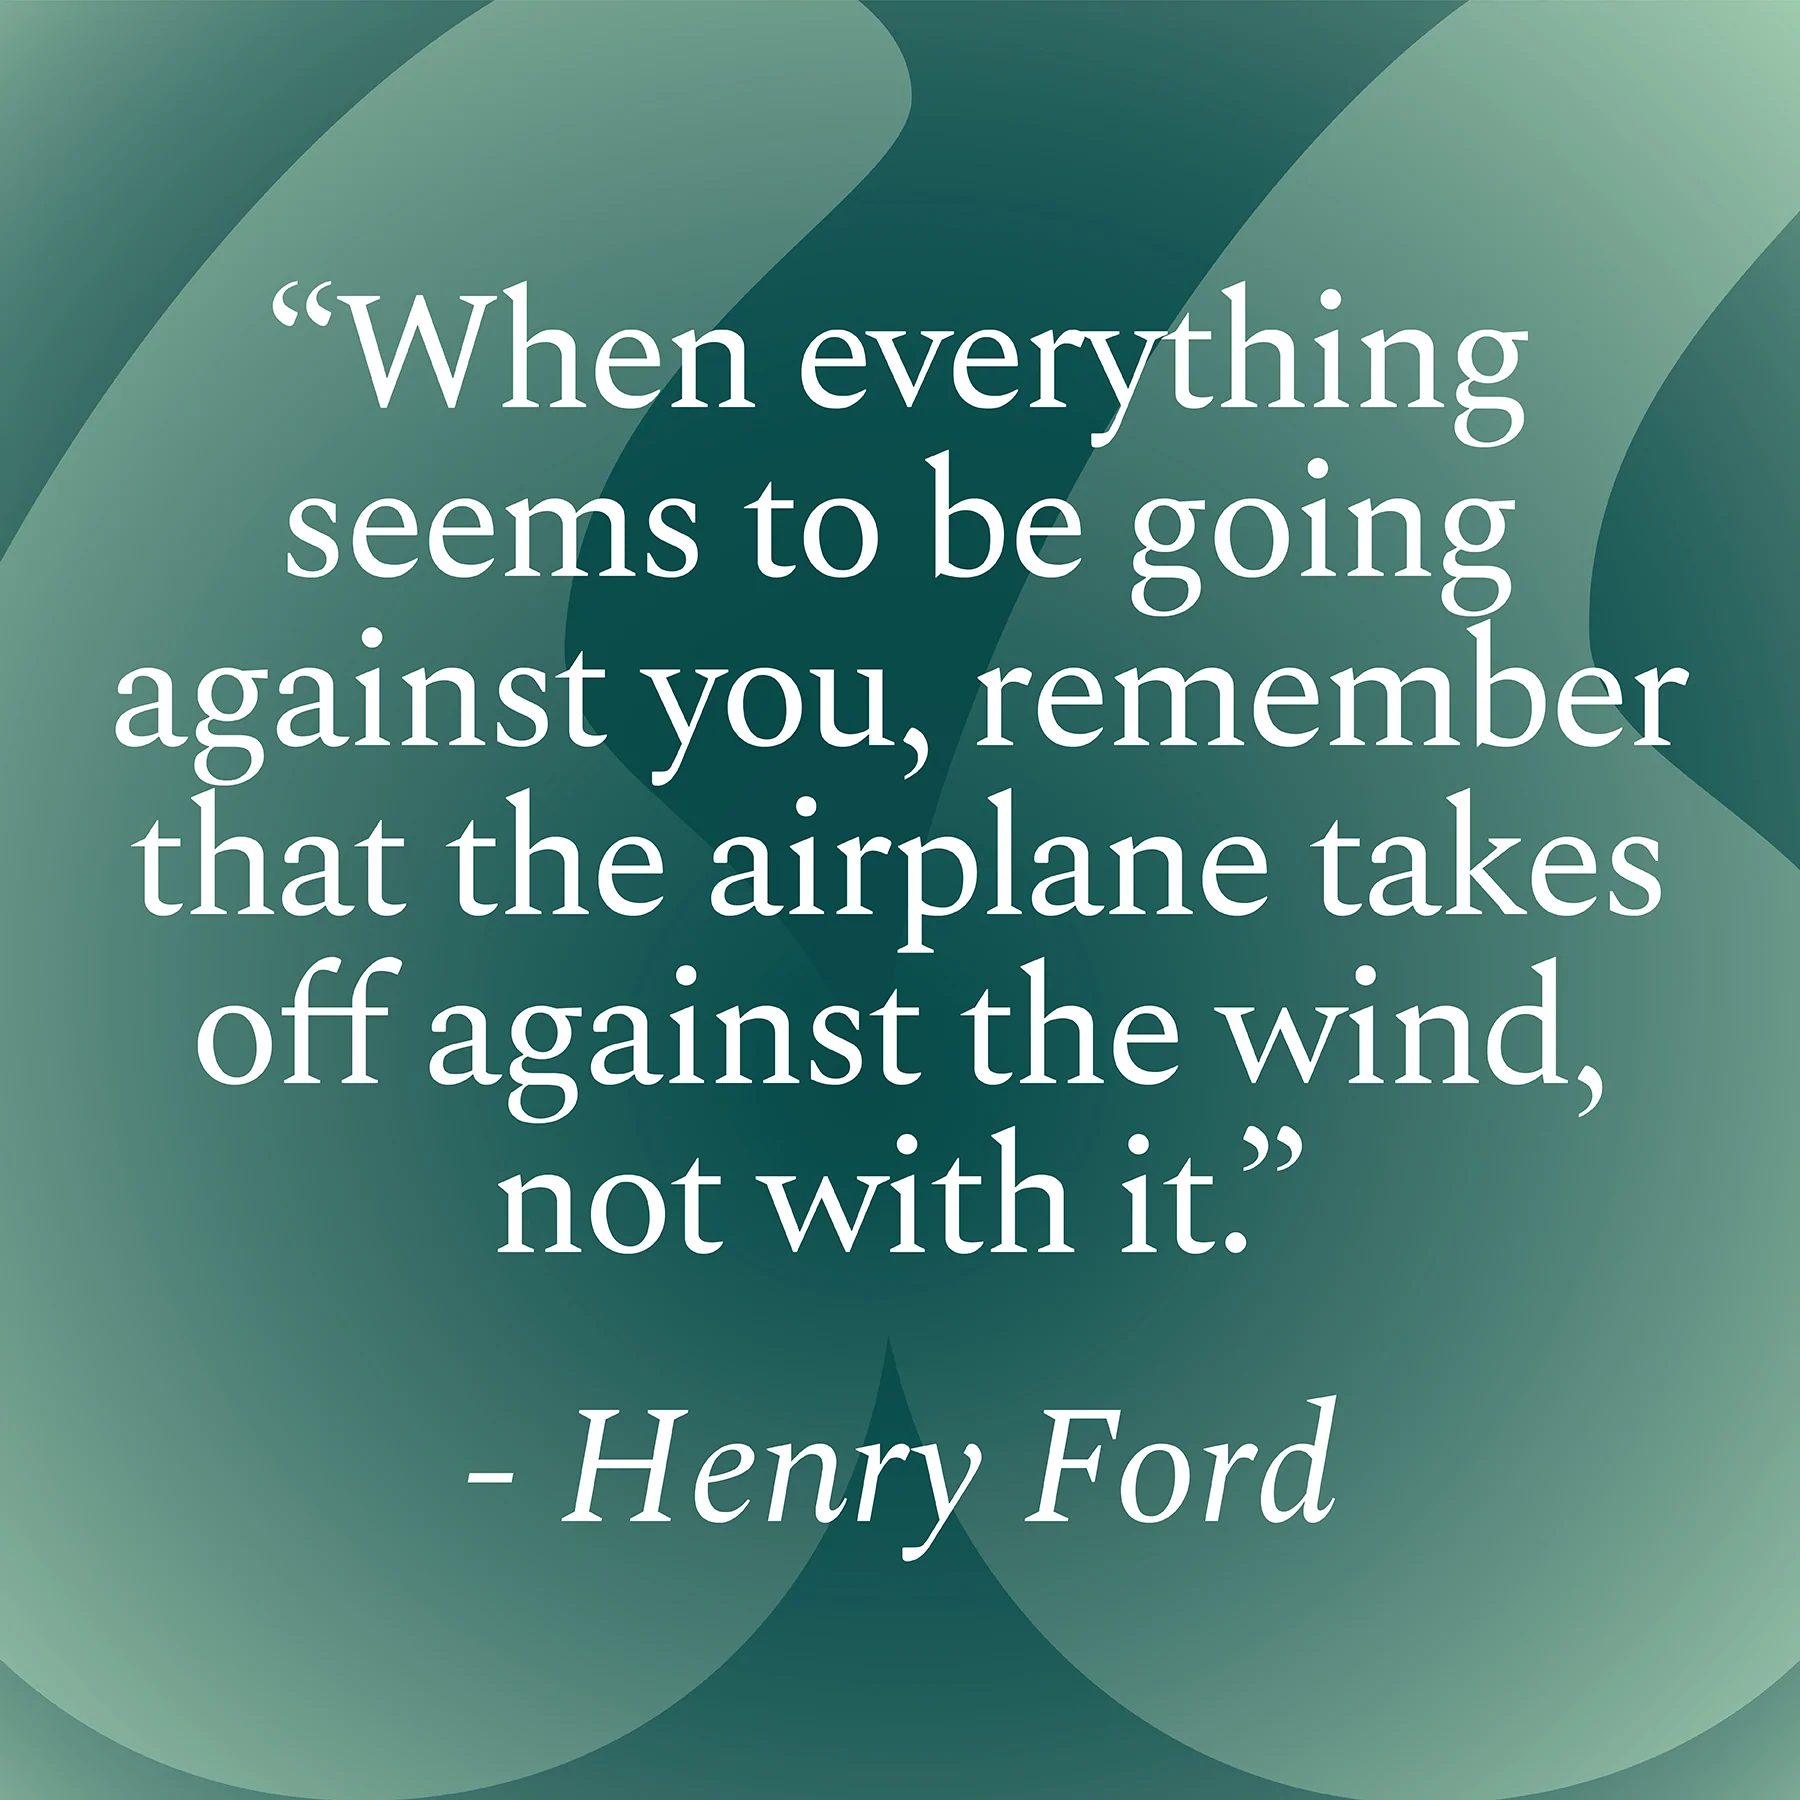 “When everything
seems to be going
against you, remember
that the airplane takes
off against the wind,
not with it.”
- Henry Ford